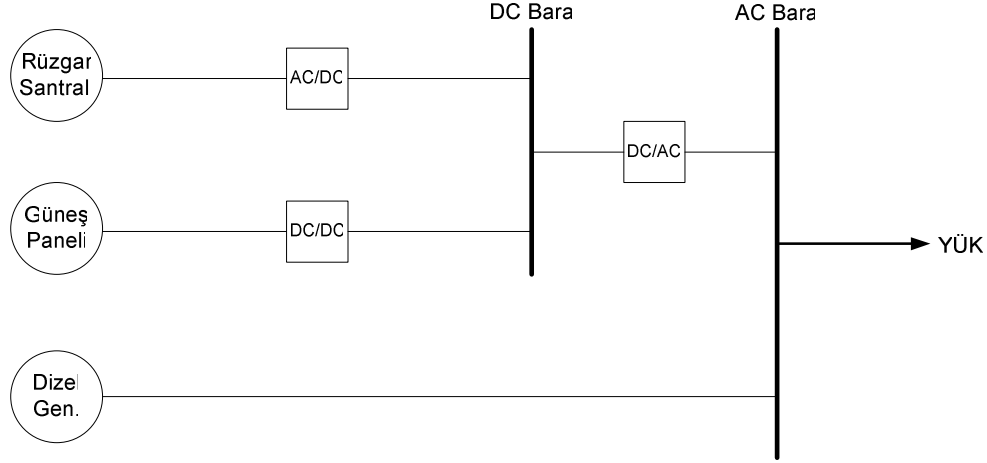 DC Bara
AC Bara
Rüzgar
Santral
AC/DC
DC/AC
Güneş
Paneli
DC/DC
YÜK
Dizel
Gen.